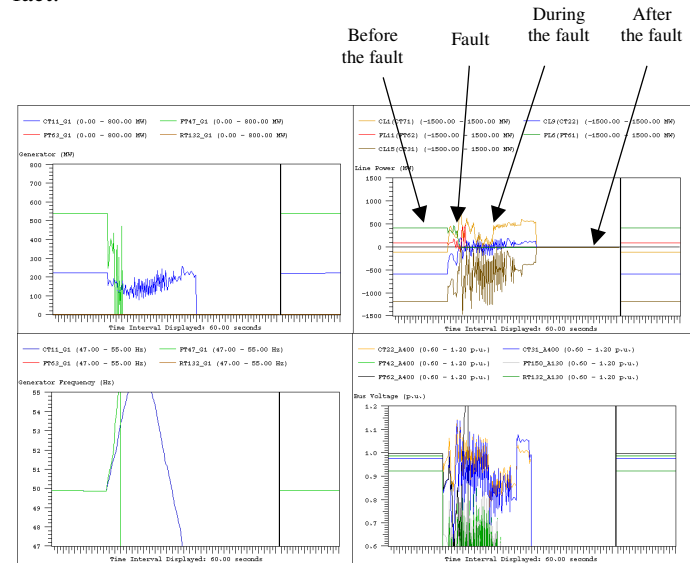 fact.
Before
the fault
Fault
During
the fault
After
the fault
CT11_G1 (0.00 - 800.00 MW)
FT47_G1 (0.00 - 800.00 MW)
FT63_G1 (0.00 - 800.00 MW)
RT132_G1 (0.00 - 800.00 MW)
Generator (MW)
800
700
600
500
400
300
200
100
0
Time Interval Displayed: 60.00 seconds
CL1(CT71) (-1500.00 - 1500.00 MW)
CL9(CT22) (-1500.00 - 1500.00 MW)
FL11(FT62) (-1500.00 - 1500.00 MW)
FL6(FT61) (-1500.00 - 1500.00 MW)
CL15(CT31) (-1500.00 - 1500.00 MW)
Line Power (MW)
1500
1000
500
0
-500
-1000
-1500
Time Interval Displayed: 60.00 seconds
CT11_G1 (47.00 - 55.00 Hz)
FT47_G1 (47.00 - 55.00 Hz)
FT63_G1 (47.00 - 55.00 Hz)
RT132_G1 (47.00 - 55.00 Hz)
Generator Frequency (Hz)
55
54
53
52
51
50
49
48
47
Time Interval Displayed: 60.00 seconds
CT22_A400 (0.60 - 1.20 p.u.)
CT31_A400 (0.60 - 1.20 p.u.)
FT42_A400 (0.60 - 1.20 p.u.)
FT150_A130 (0.60 - 1.20 p.u.)
FT62_A400 (0.60 - 1.20 p.u.)
RT132_A130 (0.60 - 1.20 p.u.)
Bus Voltage (p.u.)
1.2
1.1
1.0
0.9
0.8
0.7
0.6
Time Interval Displayed: 60.00 seconds